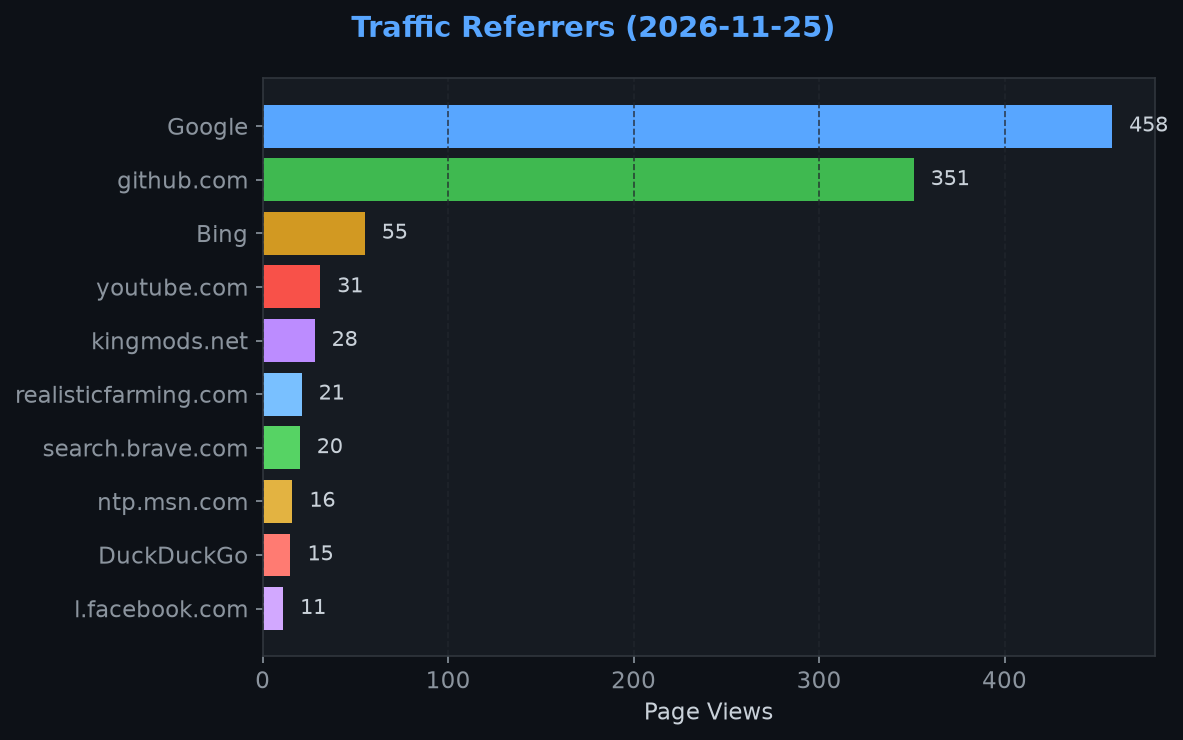 Traffic Referrers (2026-11-25)
Google 458
github.com 351
Bing 55
youtube.com 31
kingmods.net 28
realisticfarming.com 21
search.brave.com 20
ntp.msn.com 16
DuckDuckGo 15
l.facebook.com 11
0 100 200 300 400
Page Views